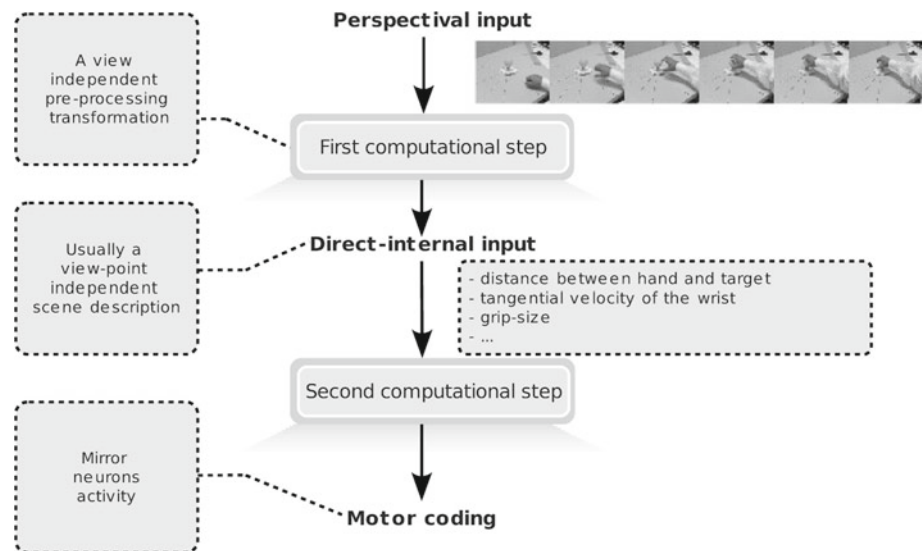 Perspectival input
A view
independent
pre-processing
transformation
First computational step
Direct-internal input
Usually a
view-point
independent
scene description
- distance between hand and target
- tangential velocity of the wrist
- grip-size
- ...
Second computational step
Mirror
neurons
activity
Motor coding